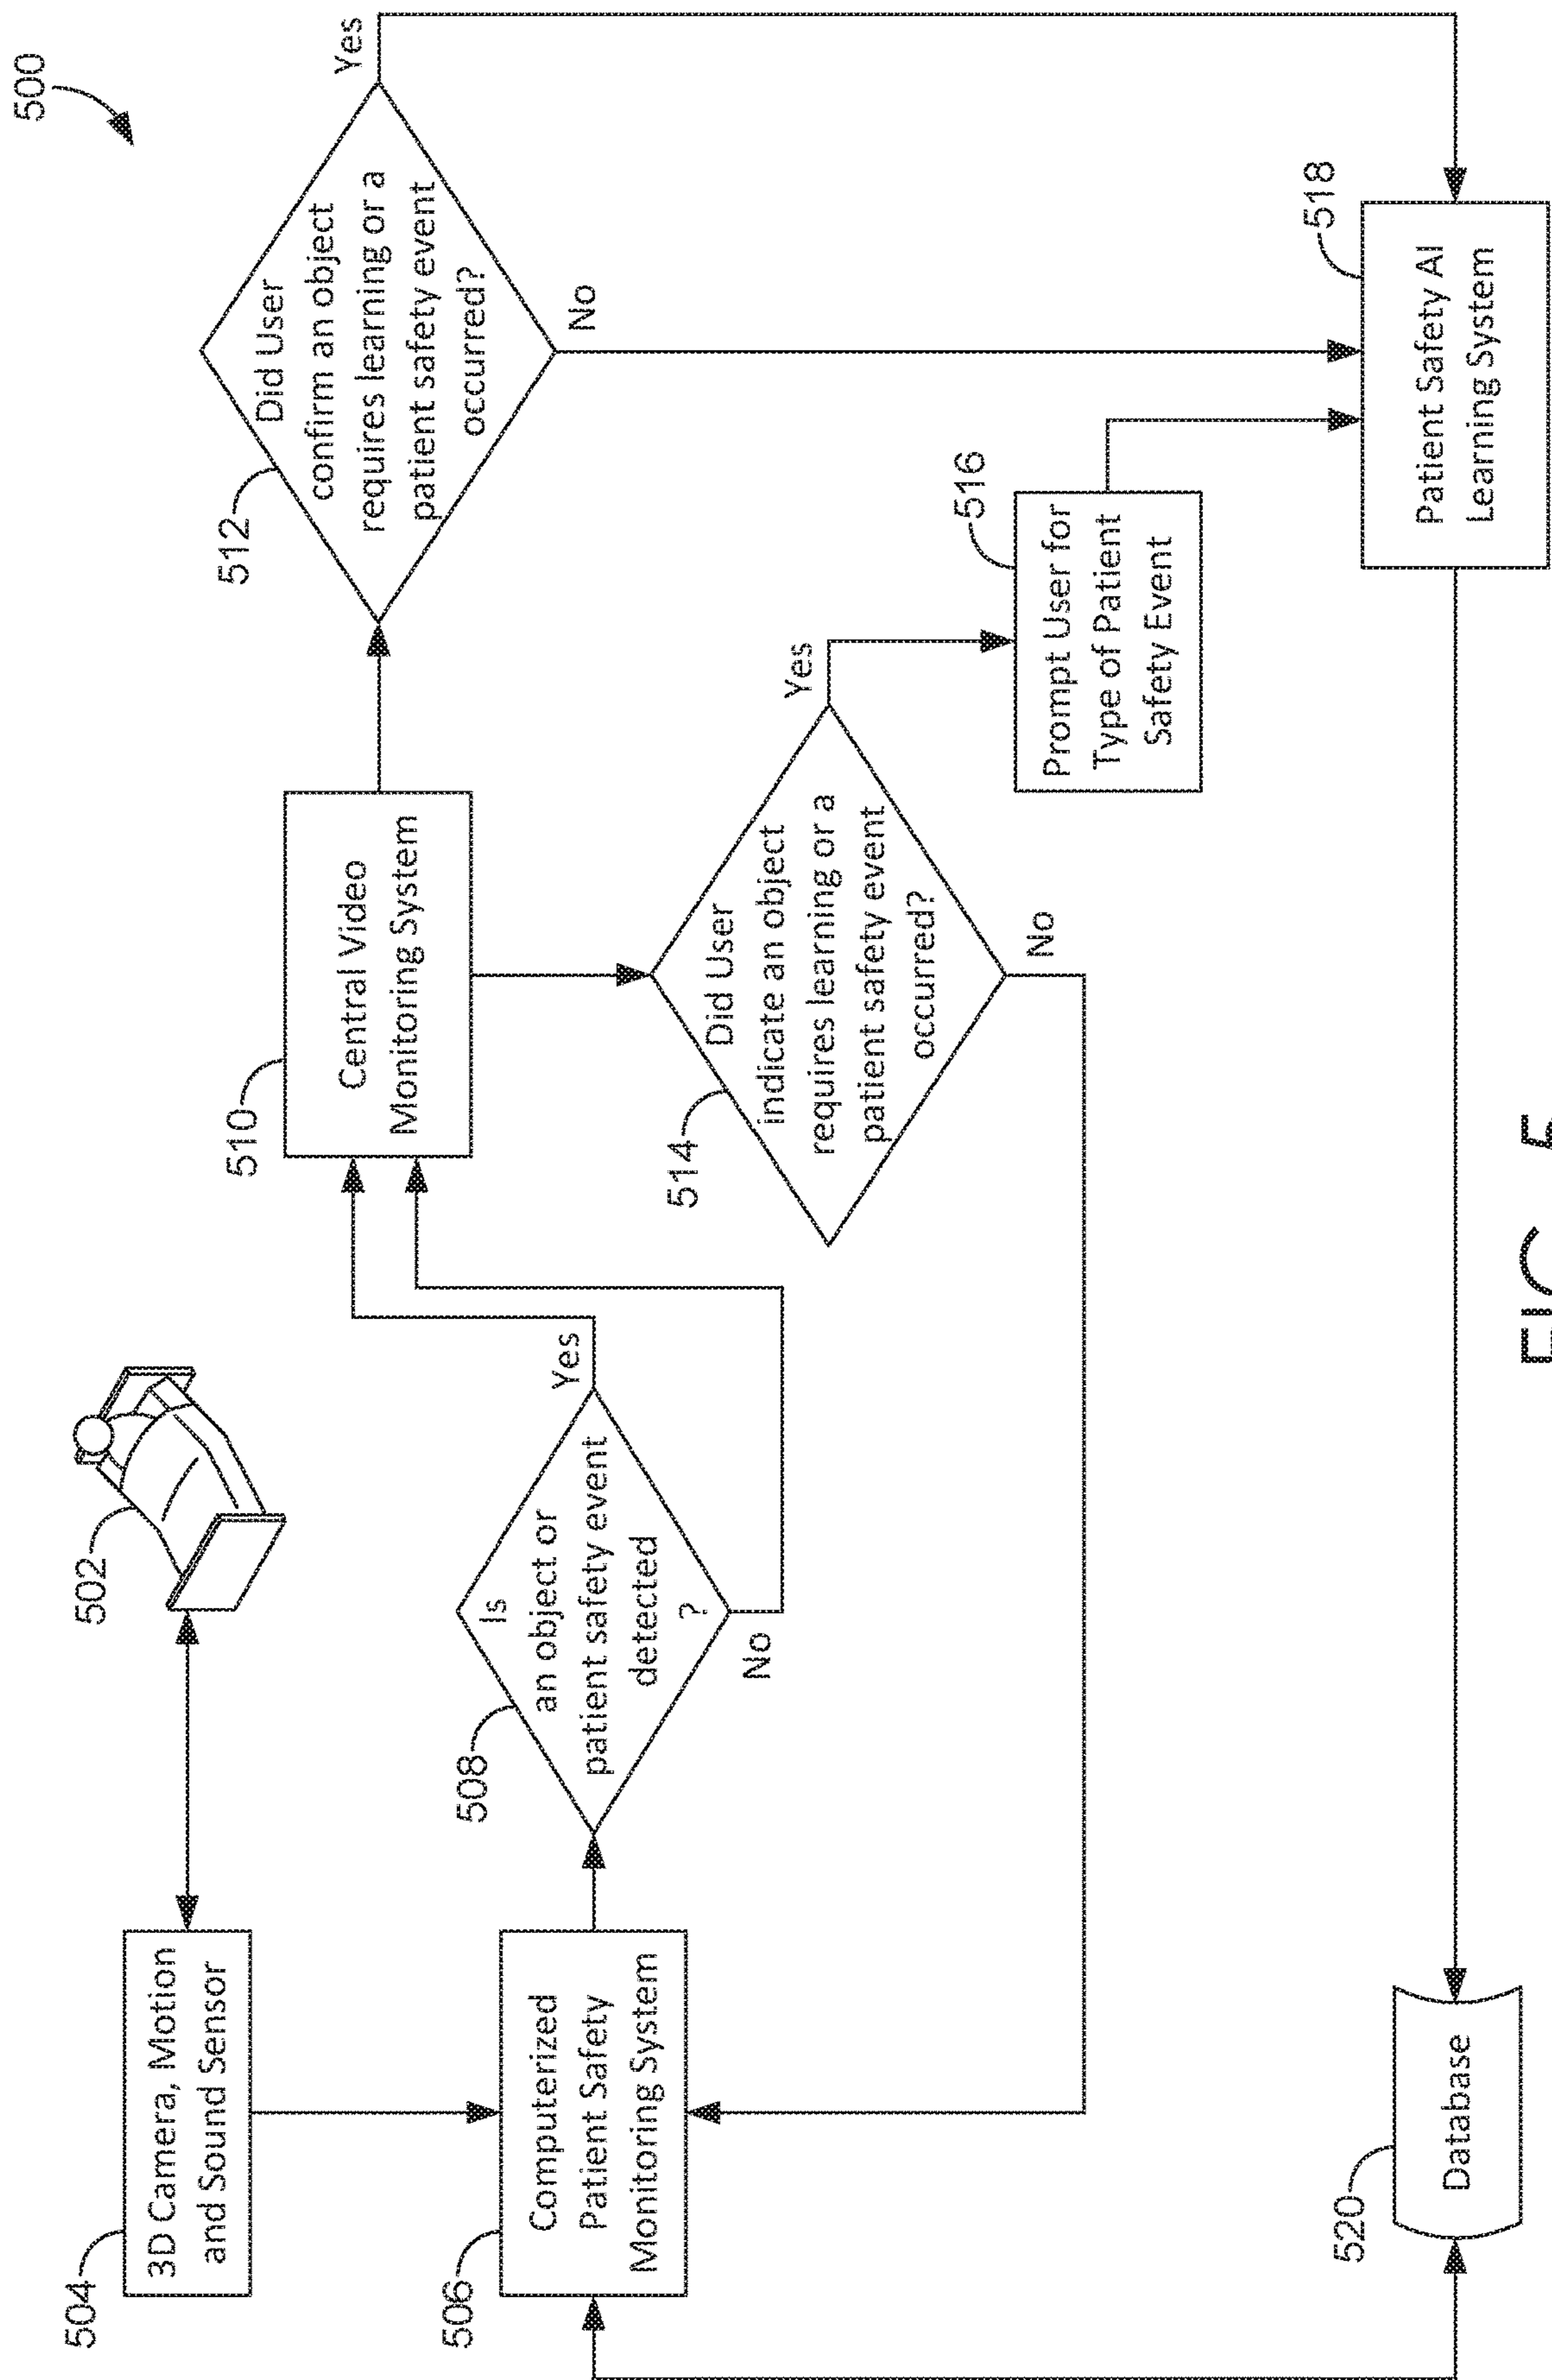 500
502
504
3D Camera, Motion
and Sound Sensor
506
Computerized
Patient Safety
Monitoring System
508
Is
an object or
patient safety event
detected
?
Yes
No
510
Central Video
Monitoring System
512
Did User
confirm an object
requires learning or a
patient safety event
occurred?
Yes
No
514
Did User
indicate an object
requires learning or a
patient safety event
occurred?
Yes
No
516
Prompt User for
Type of Patient
Safety Event
518
Patient Safety AI
Learning System
520
Database